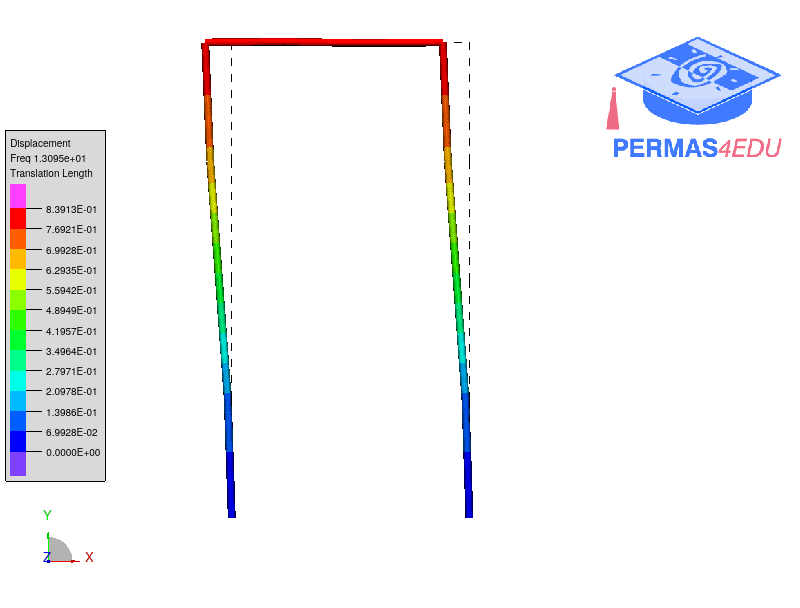 PERMAS4EDU
Displacement
Freq 1.3095e+01
Translation Length
8.3913E-01
7.6921E-01
6.9928E-01
6.2935E-01
5.5942E-01
4.8949E-01
4.1957E-01
3.4964E-01
2.7971E-01
2.0978E-01
1.3986E-01
6.9928E-02
0.0000E+00
Y
Z X